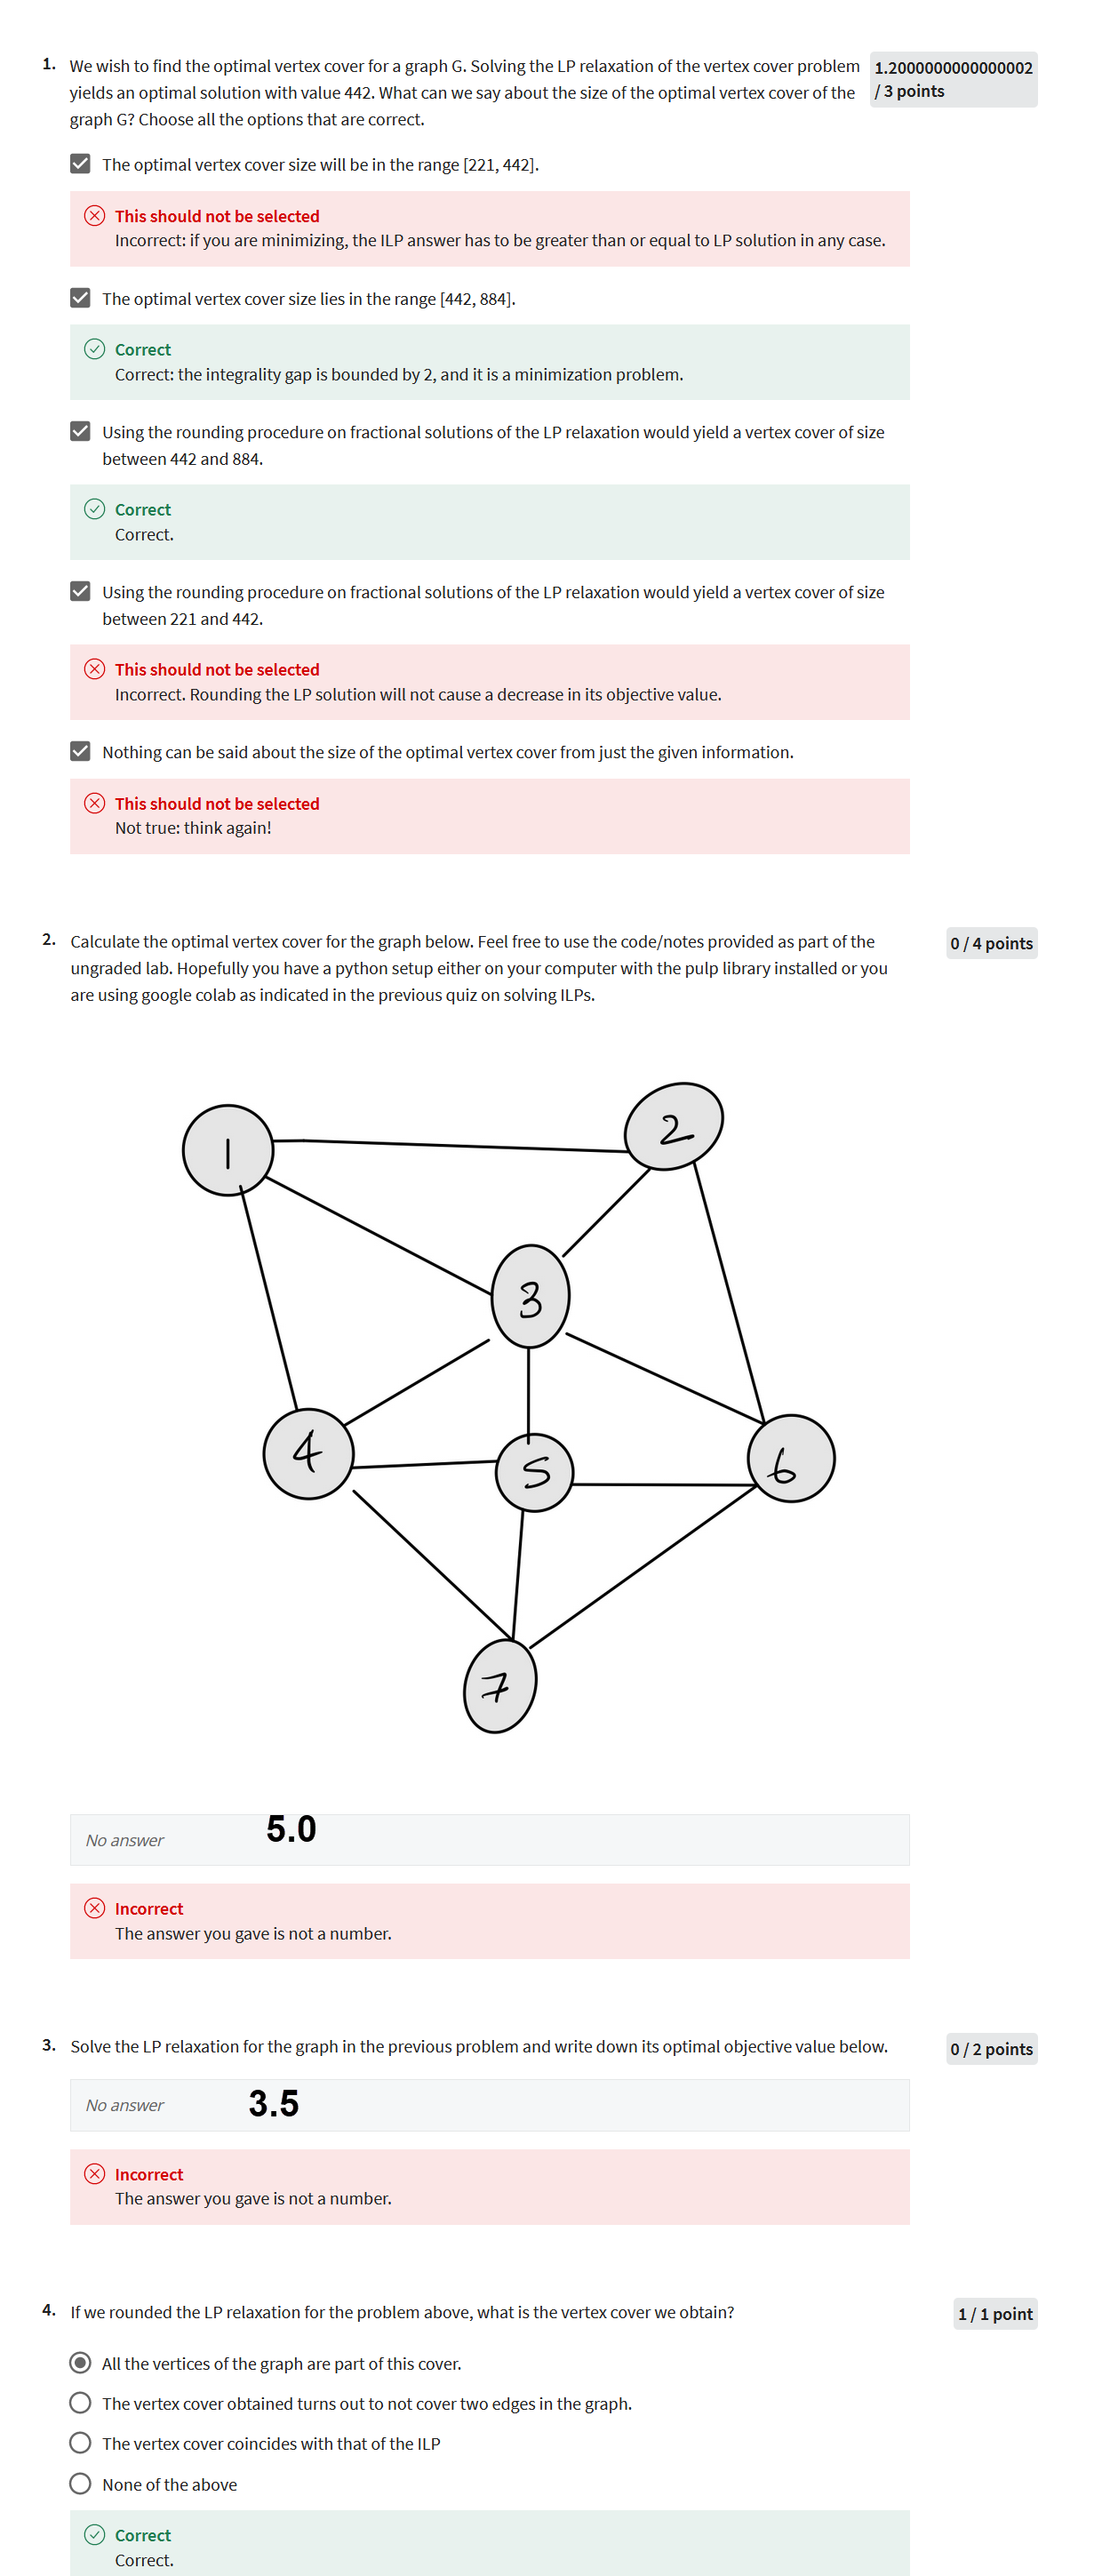 1. We wish to find the optimal vertex cover for a graph G. Solving the LP relaxation of the vertex cover problem
yields an optimal solution with value 442. What can we say about the size of the optimal vertex cover of the
graph G? Choose all the options that are correct.
1.2000000000000002
/ 3 points
The optimal vertex cover size will be in the range [221, 442].
This should not be selected
Incorrect: if you are minimizing, the ILP answer has to be greater than or equal to LP solution in any case.
The optimal vertex cover size lies in the range [442, 884].
Correct
Correct: the integrality gap is bounded by 2, and it is a minimization problem.
Using the rounding procedure on fractional solutions of the LP relaxation would yield a vertex cover of size
between 442 and 884.
Correct
Correct.
Using the rounding procedure on fractional solutions of the LP relaxation would yield a vertex cover of size
between 221 and 442.
This should not be selected
Incorrect. Rounding the LP solution will not cause a decrease in its objective value.
Nothing can be said about the size of the optimal vertex cover from just the given information.
This should not be selected
Not true: think again!
2. Calculate the optimal vertex cover for the graph below. Feel free to use the code/notes provided as part of the
ungraded lab. Hopefully you have a python setup either on your computer with the pulp library installed or you
are using google colab as indicated in the previous quiz on solving ILPs.
0 / 4 points
1
2
3
4
5
6
7
No answer 5.0
Incorrect
The answer you gave is not a number.
3. Solve the LP relaxation for the graph in the previous problem and write down its optimal objective value below.
0 / 2 points
No answer 3.5
Incorrect
The answer you gave is not a number.
4. If we rounded the LP relaxation for the problem above, what is the vertex cover we obtain?
1 / 1 point
All the vertices of the graph are part of this cover.
The vertex cover obtained turns out to not cover two edges in the graph.
The vertex cover coincides with that of the ILP
None of the above
Correct
Correct.